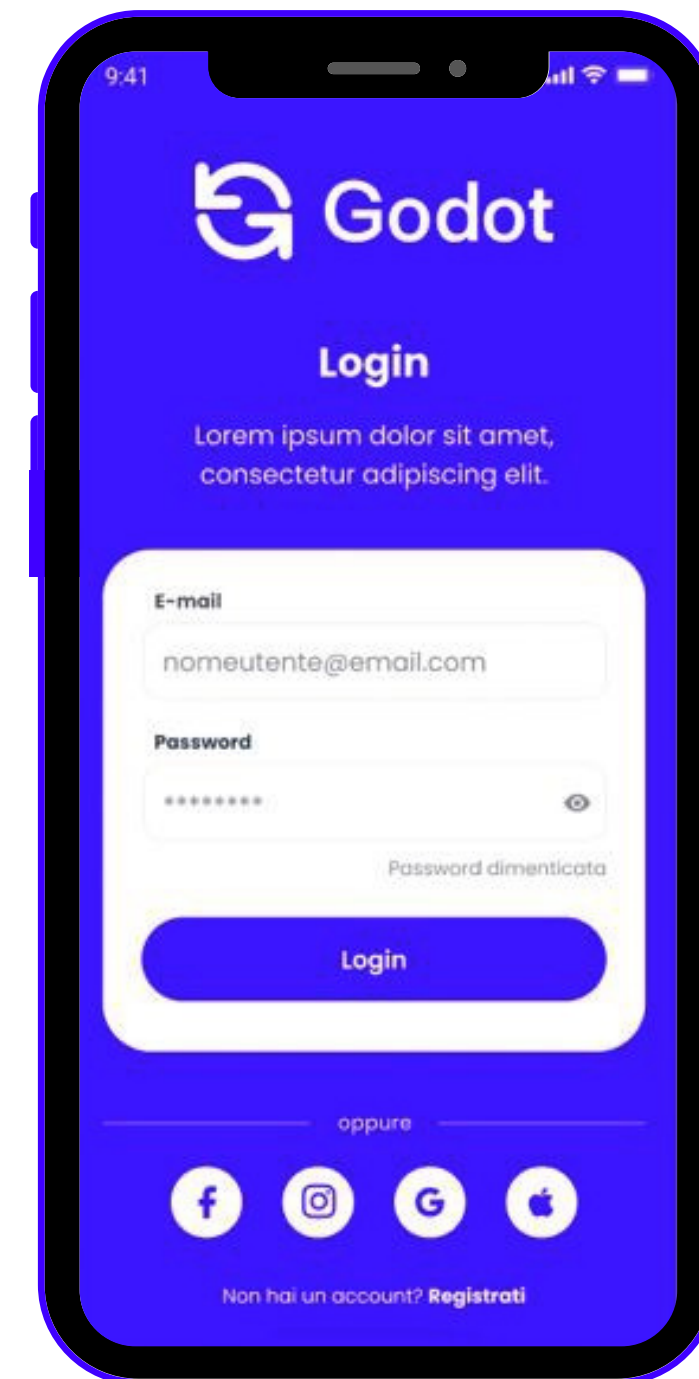 9:41
Godot
Login
Lorem ipsum dolor sit amet,
consectetur adipiscing elit.
E-mail
nomeutente@email.com
Password
********
Password dimenticata
Login
oppure
Non hai un account? Registrati